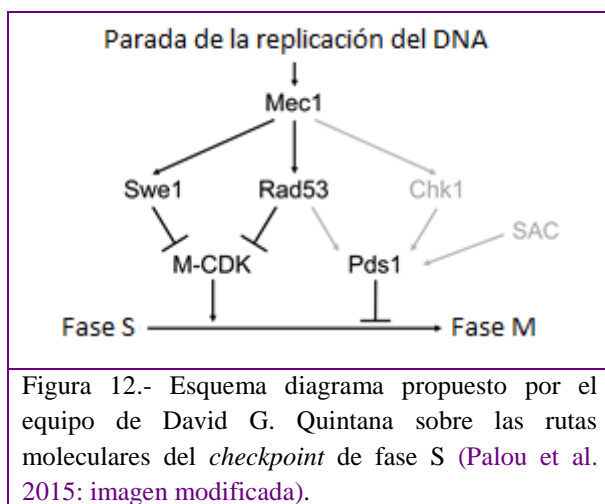 Parada de la replicación del DNA
Mec1
Swe1 Rad53 Chk1
SAC
M-CDK Pds1
Fase S Fase M
Figura 12.- Esquema diagrama propuesto por el
equipo de David G. Quintana sobre las rutas
moleculares del checkpoint de fase S (Palou et al.
2015: imagen modificada).